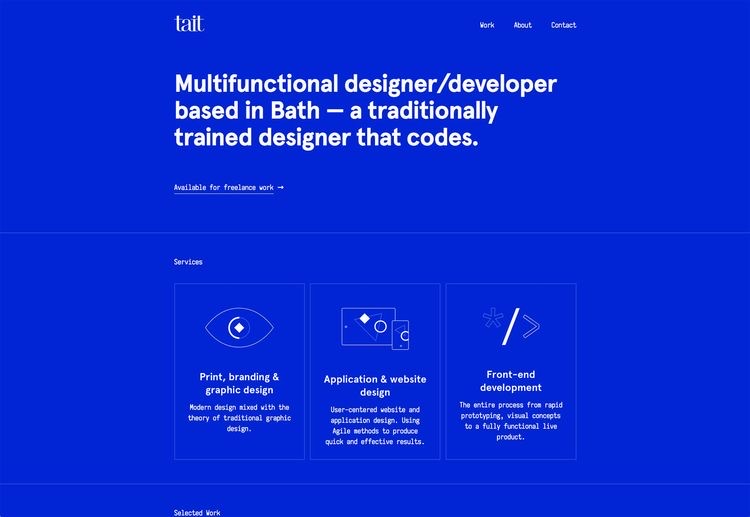 tait
Work About Contact
Multifunctional designer/developer
based in Bath — a traditionally
trained designer that codes.
Available for freelance work →
Services
Print, branding &
graphic design
Modern design mixed with the
theory of traditional graphic
design.
Application & website
design
User-centered website and
application design. Using
Agile methods to produce
quick and effective results.
Front-end
development
The entire process from rapid
prototyping, visual concepts
to a fully functional live
product.
Selected Work